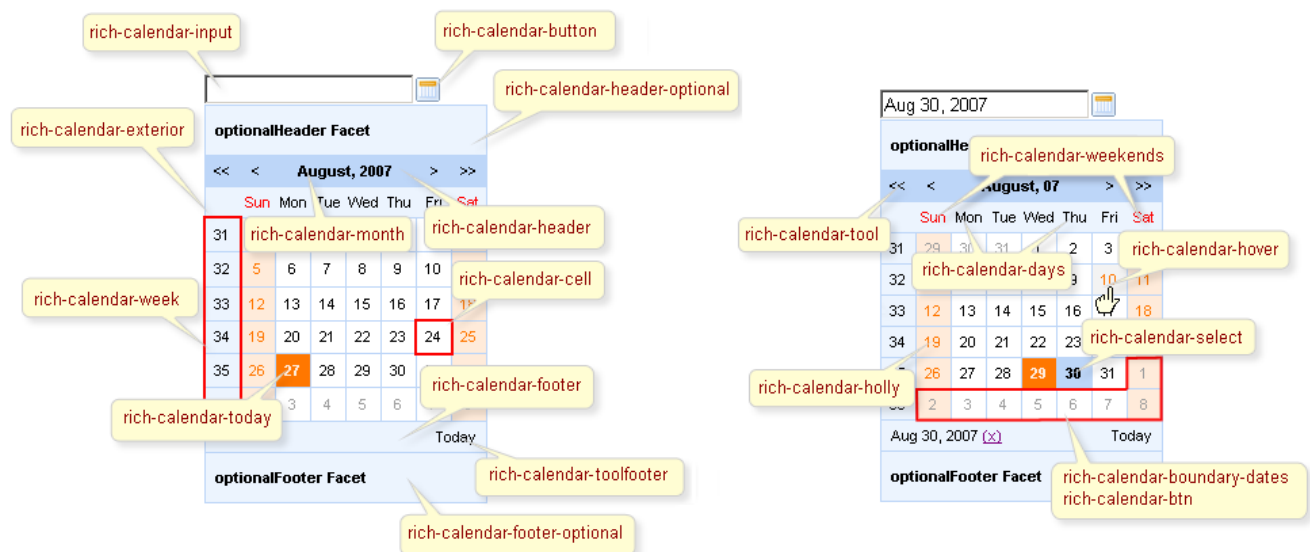 rich-calendar-input
rich-calendar-button
rich-calendar-header-optional
rich-calendar-exterior
optionalHeader Facet
<< < August, 2007 > >>
Sun Mon Tue Wed Thu Fri Sat
31
rich-calendar-month
rich-calendar-header
32 5 6 7 8 9 10
rich-calendar-cell
rich-calendar-week
33 12 13 14 15 16 17 18
34 19 20 21 22 23 24 25
35 26 27 28 29 30
rich-calendar-footer
rich-calendar-today
3 4 5 6
Today
rich-calendar-toolfooter
optionalFooter Facet
rich-calendar-footer-optional
Aug 30, 2007
optionalHe
rich-calendar-weekends
<< < August, 07 > >>
Sun Mon Tue Wed Thu Fri Sat
rich-calendar-tool
31 29 30 31 1 2 3
rich-calendar-hover
rich-calendar-days
32 9 10 11
33 12 13 14 15 16 18
34 19 20 21 22 23
rich-calendar-select
26 27 28 29 30 31 1
rich-calendar-holly
2 3 4 5 6 7 8
Aug 30, 2007 (x) Today
optionalFooter Facet
rich-calendar-boundary-dates
rich-calendar-btn